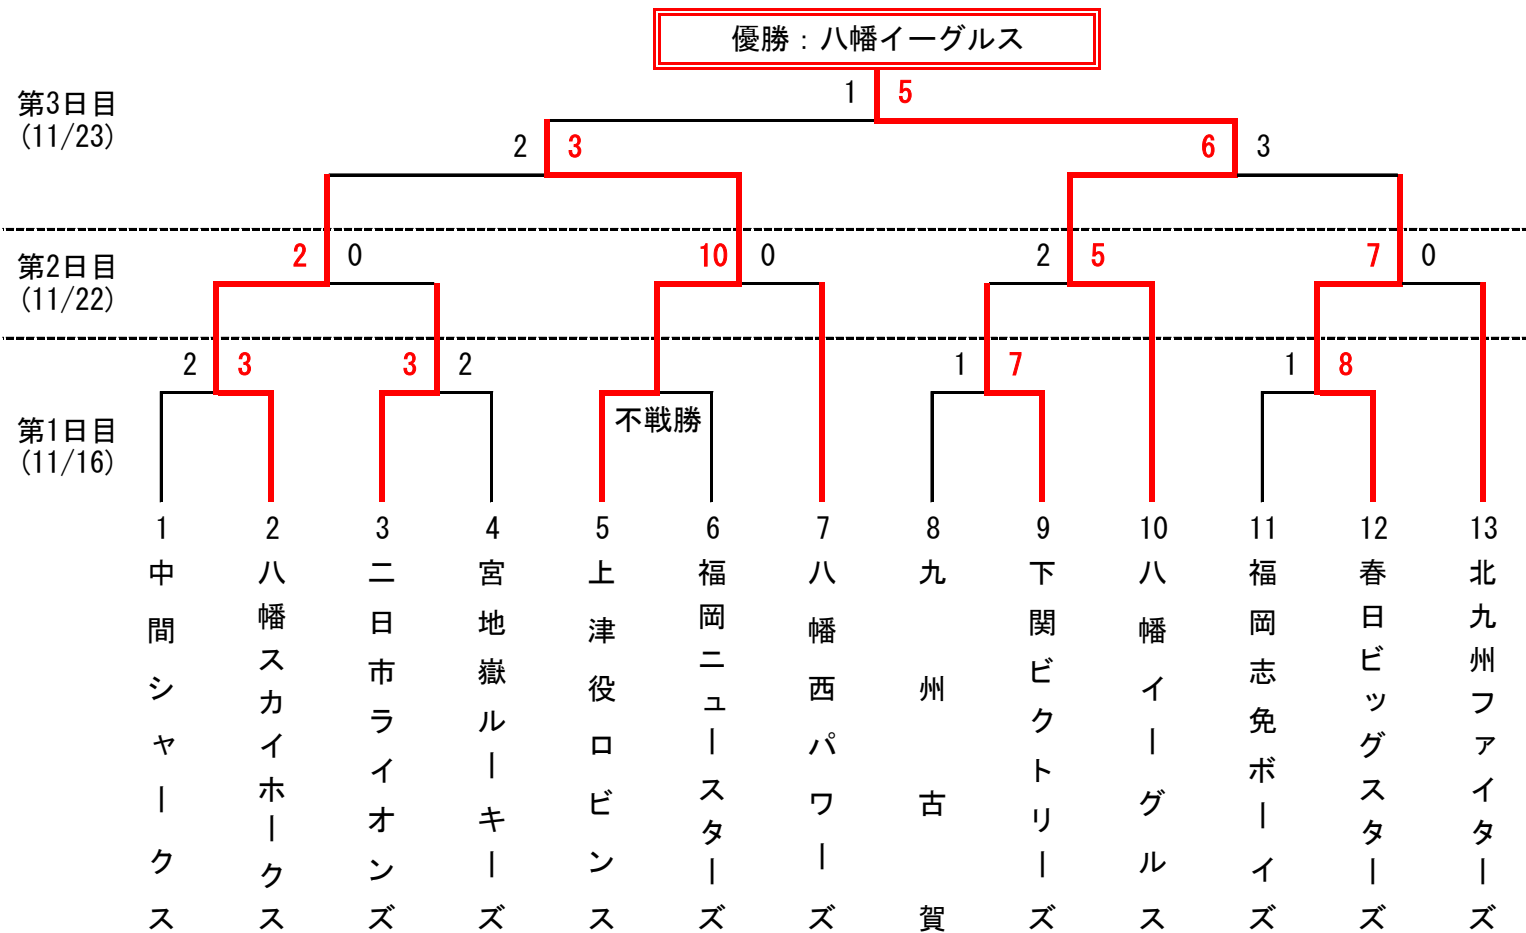 優勝：八幡イーグルス
1 5
第3日目
(11/23)
2 3 6 3
第2日目
(11/22)
2 0 10 0 2 5 7 0
2 3 3 2 1 7 1 8
不戦勝
第1日目
(11/16)
1 2 3 4 5 6 7 8 9 10 11 12 13
中間シャークス
八幡スカイホークス
二日市ライオンズ
宮地嶽ルーキーズ
上津役ロビンス
福岡ニュースターズ
八幡西パワーズ
九州古賀
下関ビクトリーズ
八幡イーグルス
福岡志免ボーイズ
春日ビッグスターズ
北九州ファイターズ